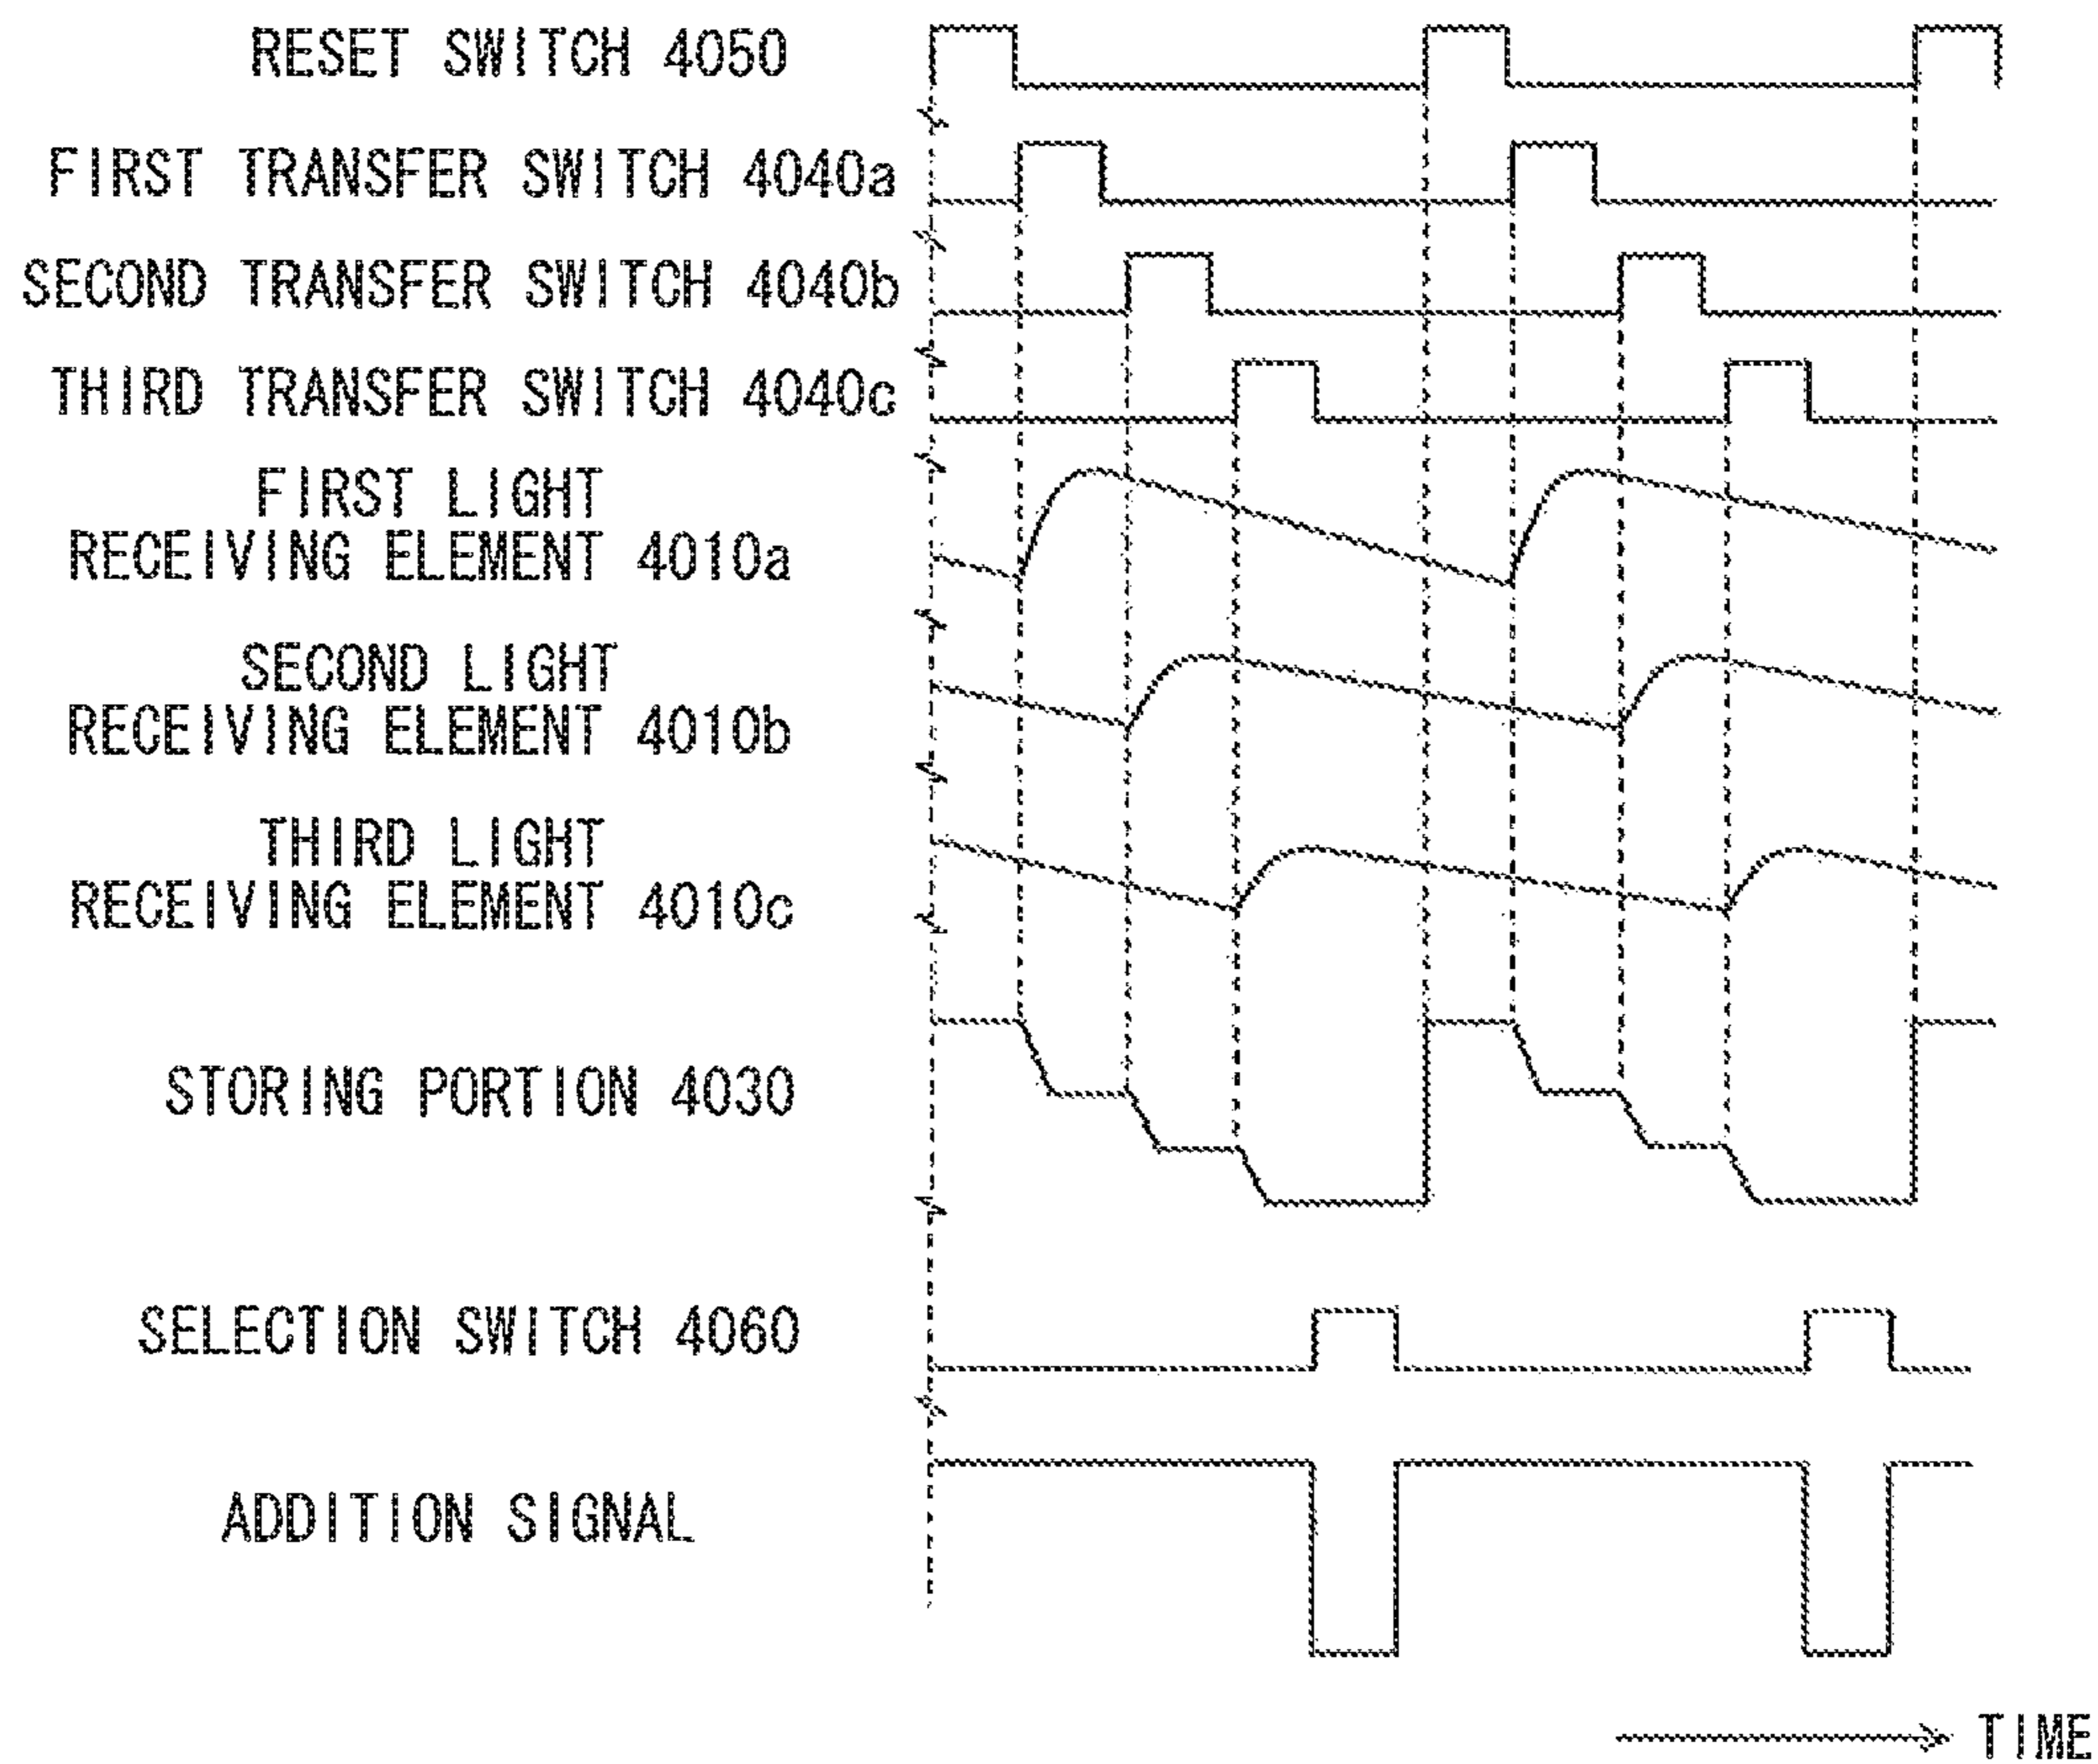 RESET SWITCH 4050
FIRST TRANSFER SWITCH 4040a
SECOND TRANSFER SWITCH 4040b
THIRD TRANSFER SWITCH 4040c
FIRST LIGHT
RECEIVING ELEMENT 4010a
SECOND LIGHT
RECEIVING ELEMENT 4010b
THIRD LIGHT
RECEIVING ELEMENT 4010c
STORING PORTION 4030
SELECTION SWITCH 4060
ADDITION SIGNAL
TIME